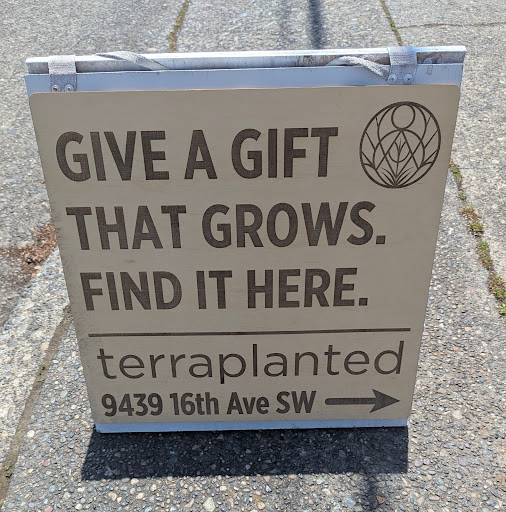 GIVE A GIFT
THAT GROWS.
FIND IT HERE.
terraplanted
9439 16th Ave SW